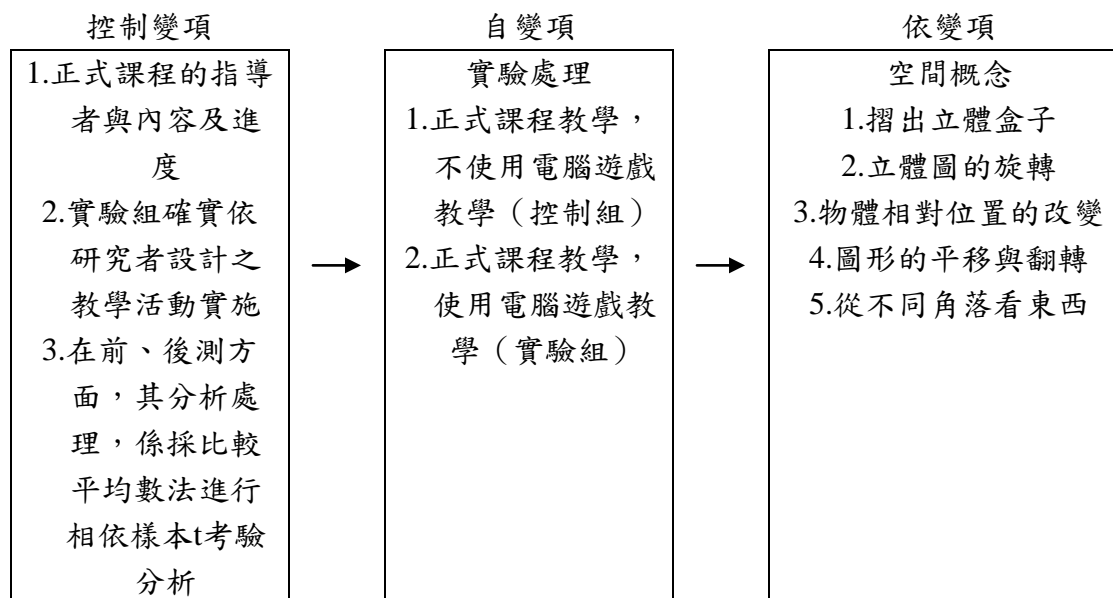 控制變項
1.正式課程的指導
者與內容及進
度
2.實驗組確實依
研究者設計之
教學活動實施
3.在前、後測方
面，其分析處
理，係採比較
平均數法進行
相依樣本t考驗
分析
自變項
實驗處理
1.正式課程教學，
不使用電腦遊戲
教學（控制組）
2.正式課程教學，
使用電腦遊戲教
學（實驗組）
依變項
空間概念
1.摺出立體盒子
2.立體圖的旋轉
3.物體相對位置的改變
4.圖形的平移與翻轉
5.從不同角落看東西